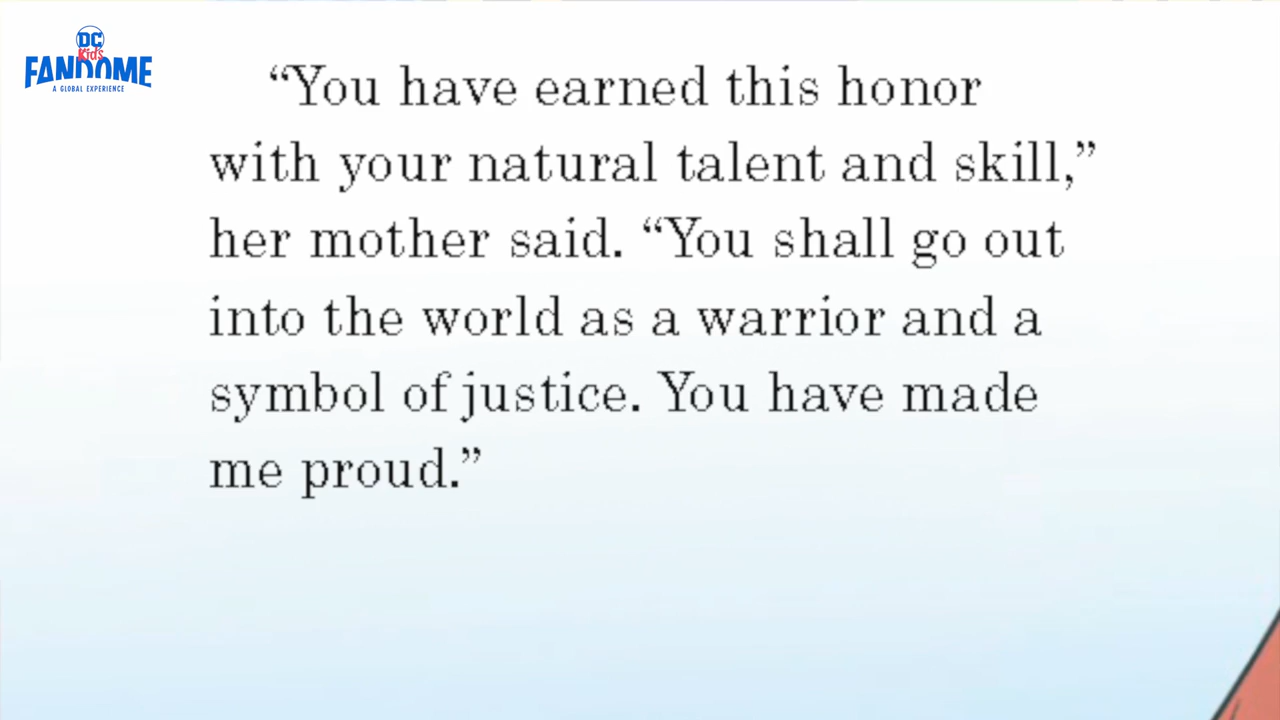 DC
Kids
FANDOME
A GLOBAL EXPERIENCE
“You have earned this honor
with your natural talent and skill,”
her mother said. “You shall go out
into the world as a warrior and a
symbol of justice. You have made
me proud.”